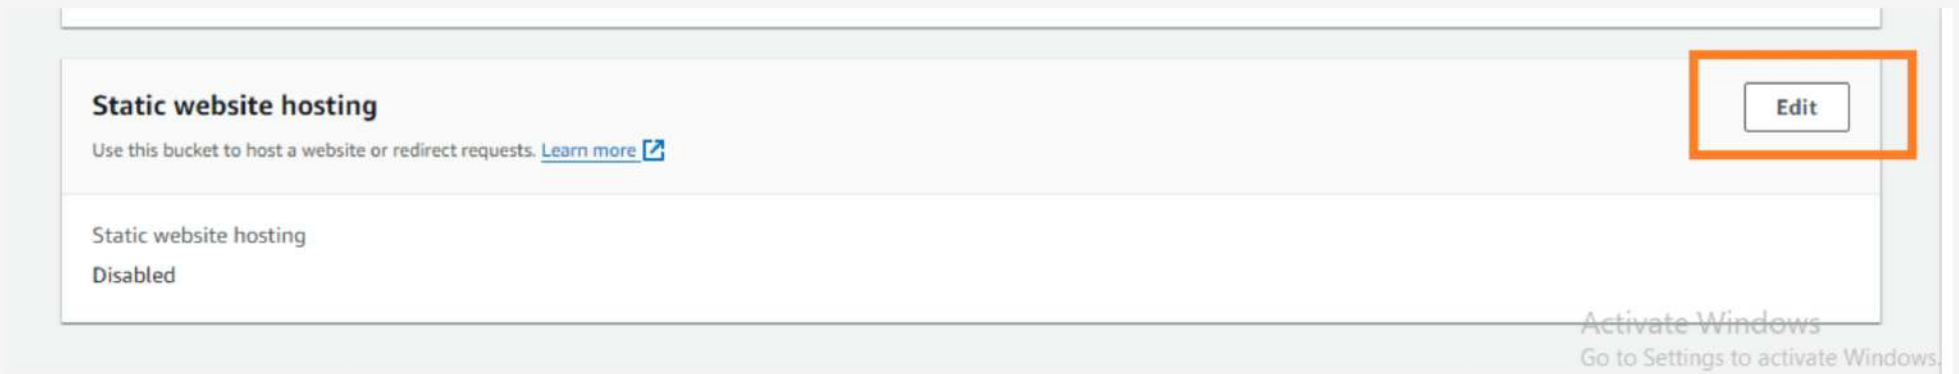 Static website hosting
Edit
Use this bucket to host a website or redirect requests. Learn more
Static website hosting
Disabled
Activate Windows
Go to Settings to activate Windows.